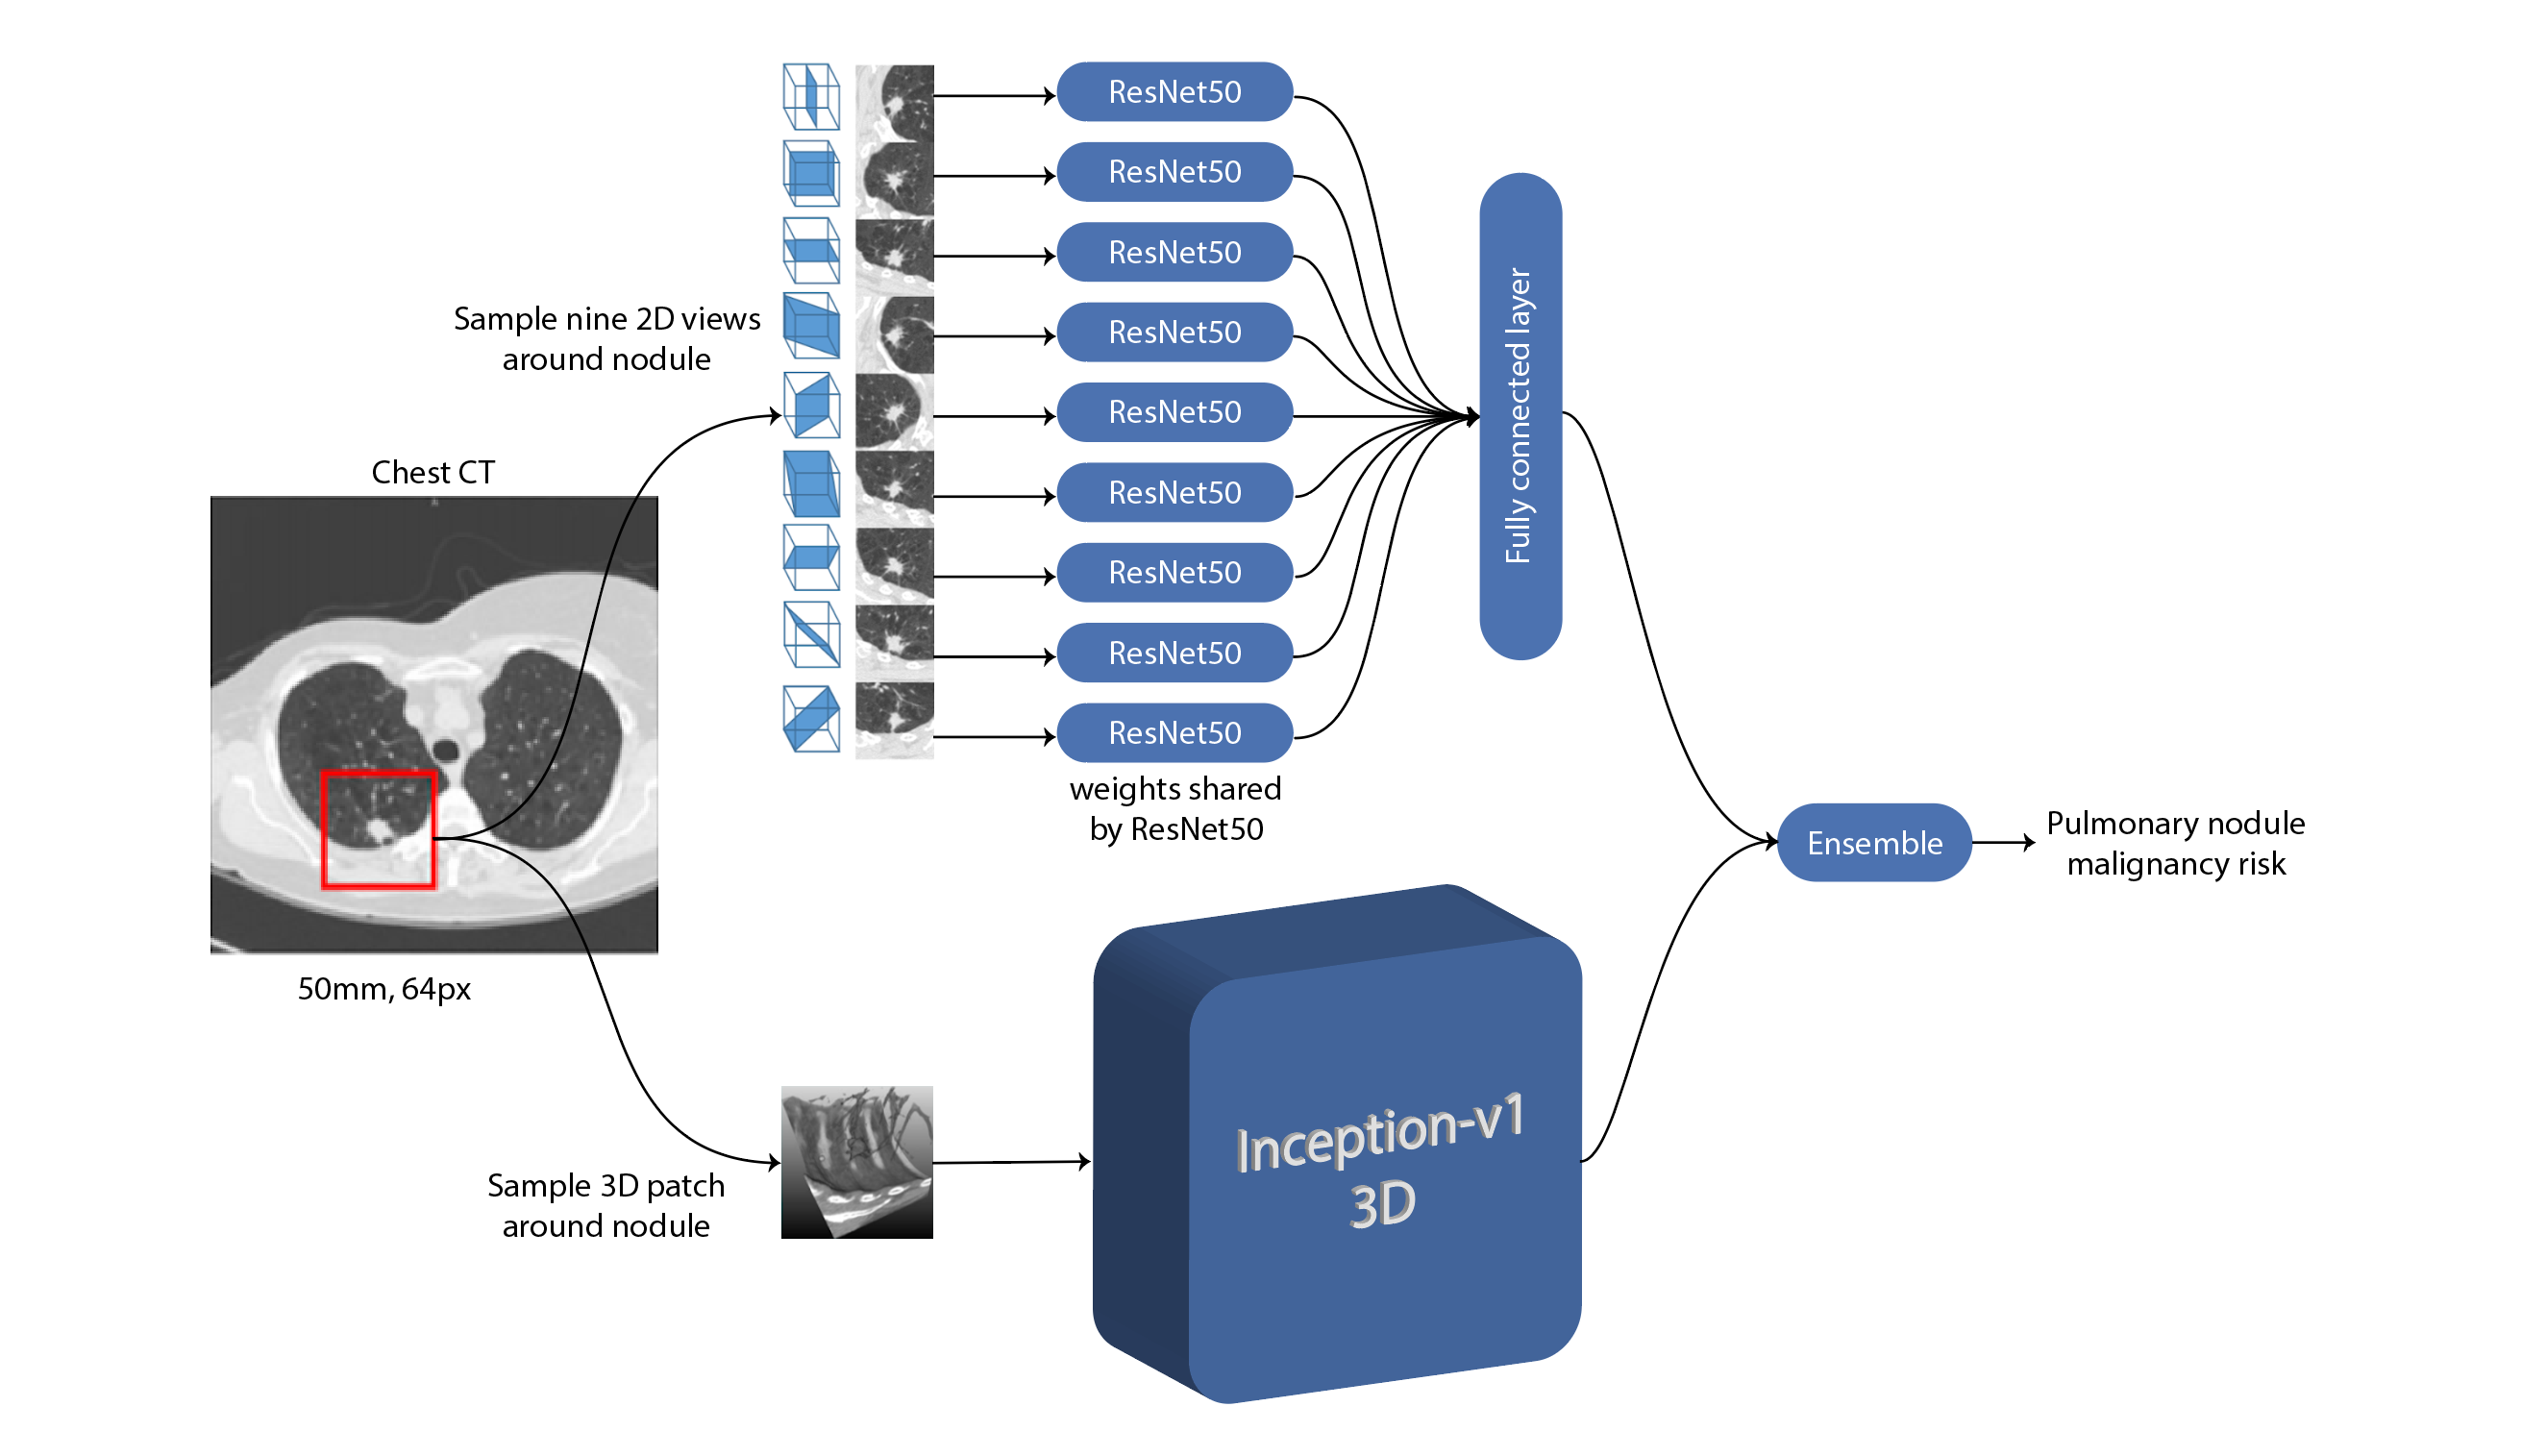 Sample nine 2D views
around nodule
Chest CT
50mm, 64px
ResNet50
ResNet50
ResNet50
ResNet50
ResNet50
ResNet50
ResNet50
ResNet50
ResNet50
weights shared
by ResNet50
Fully connected layer
Sample 3D patch
around nodule
Inception-v1
3D
Ensemble
Pulmonary nodule
malignancy risk